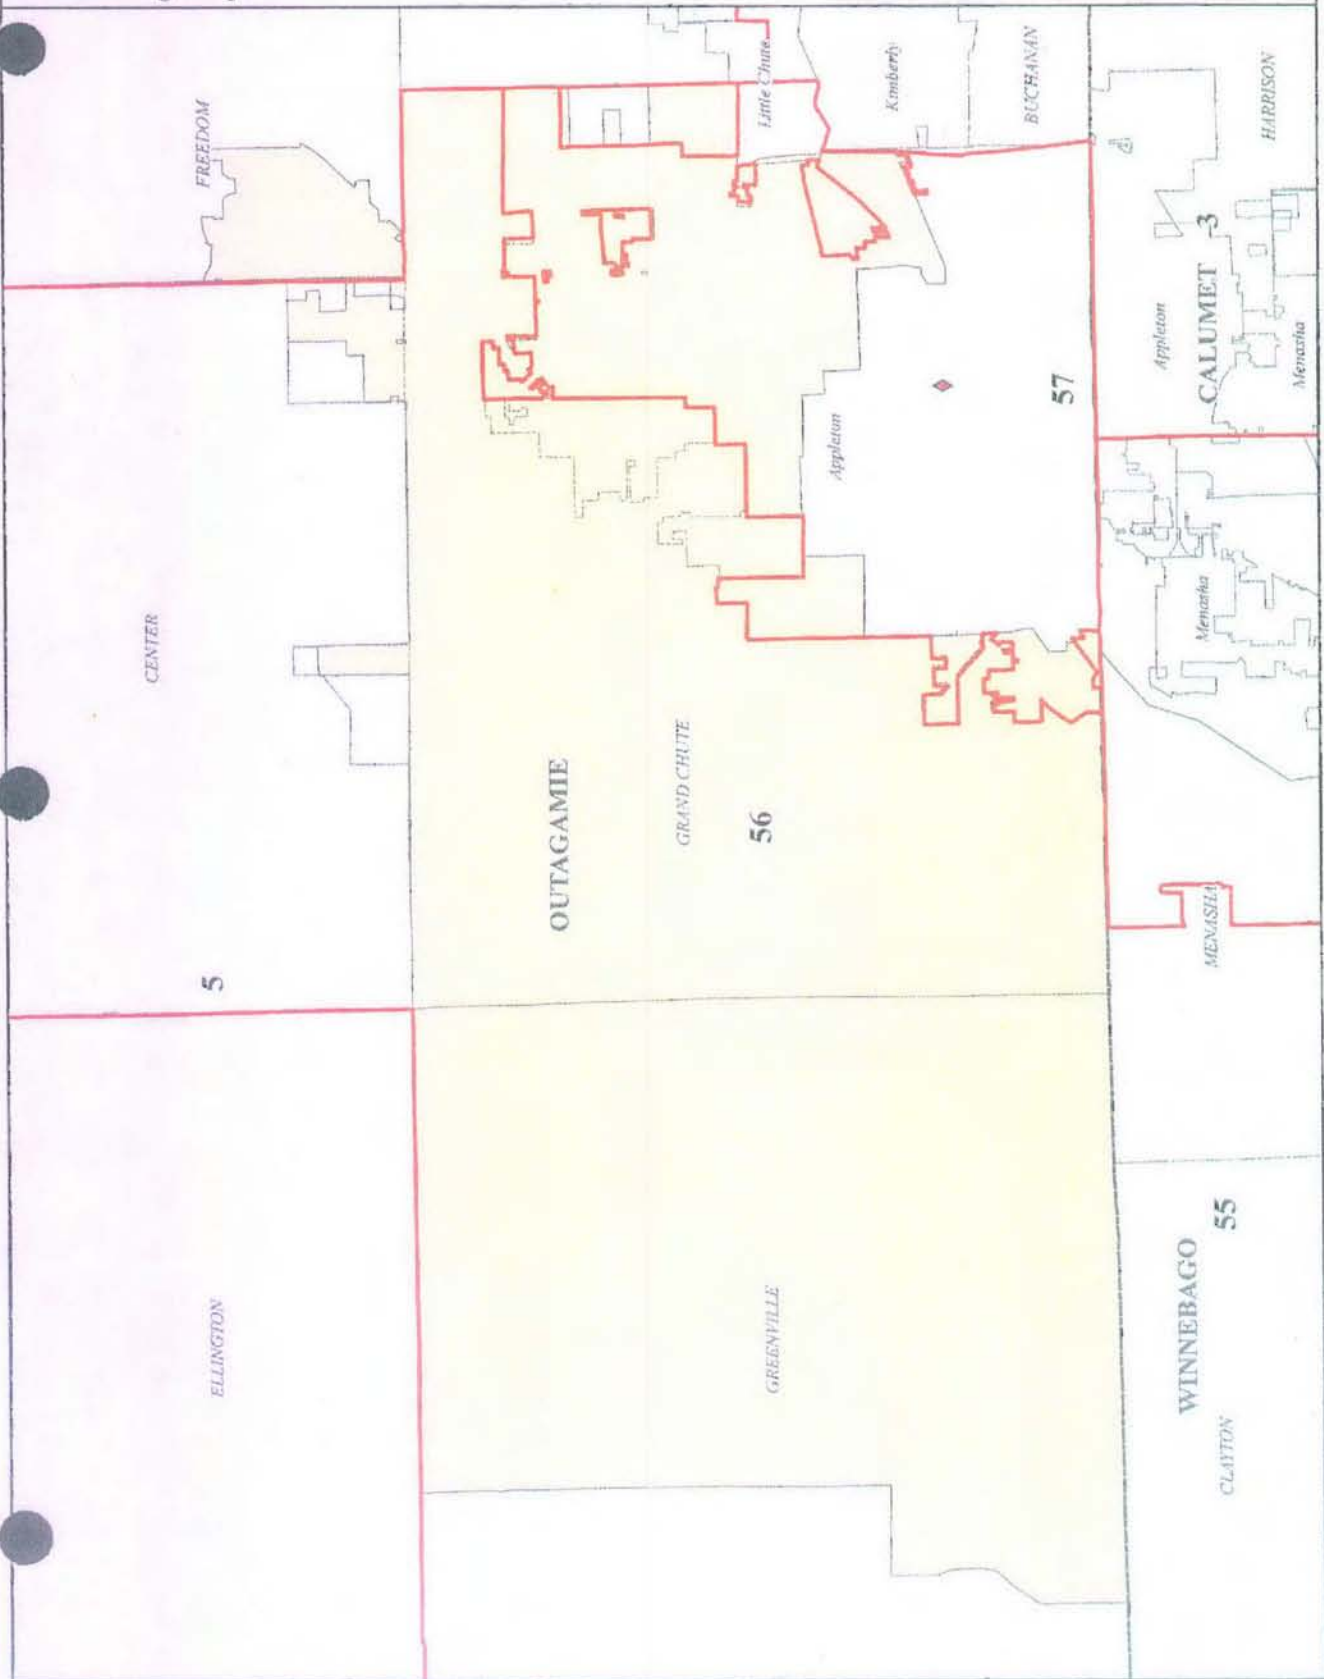 CENTER
FREEDOM
ELLINGTON
5
OUTAGAMIE
GRAND CHUTE
56
Little Chute
GREENVILLE
Appleton
Kimberly
BUCHANAN
57
Appleton
WINNEBAGO
Menasha
CALUMET
3
MENASHA
CLAYTON
55
HARRISON
Menasha